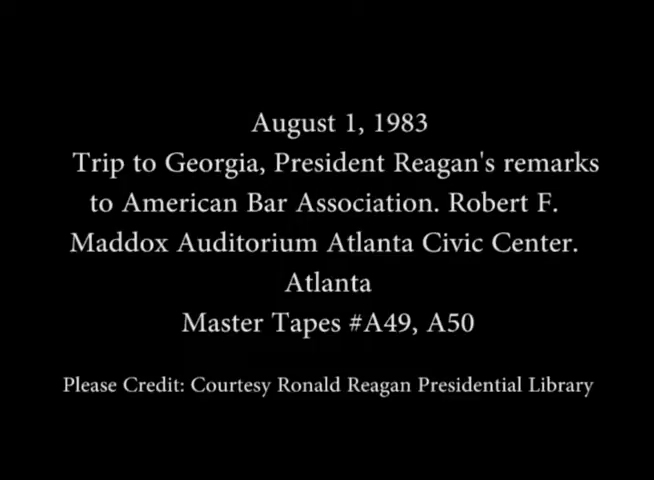 August 1, 1983
Trip to Georgia, President Reagan's remarks
to American Bar Association. Robert F.
Maddox Auditorium Atlanta Civic Center.
Atlanta
Master Tapes #A49, A50
Please Credit: Courtesy Ronald Reagan Presidential Library